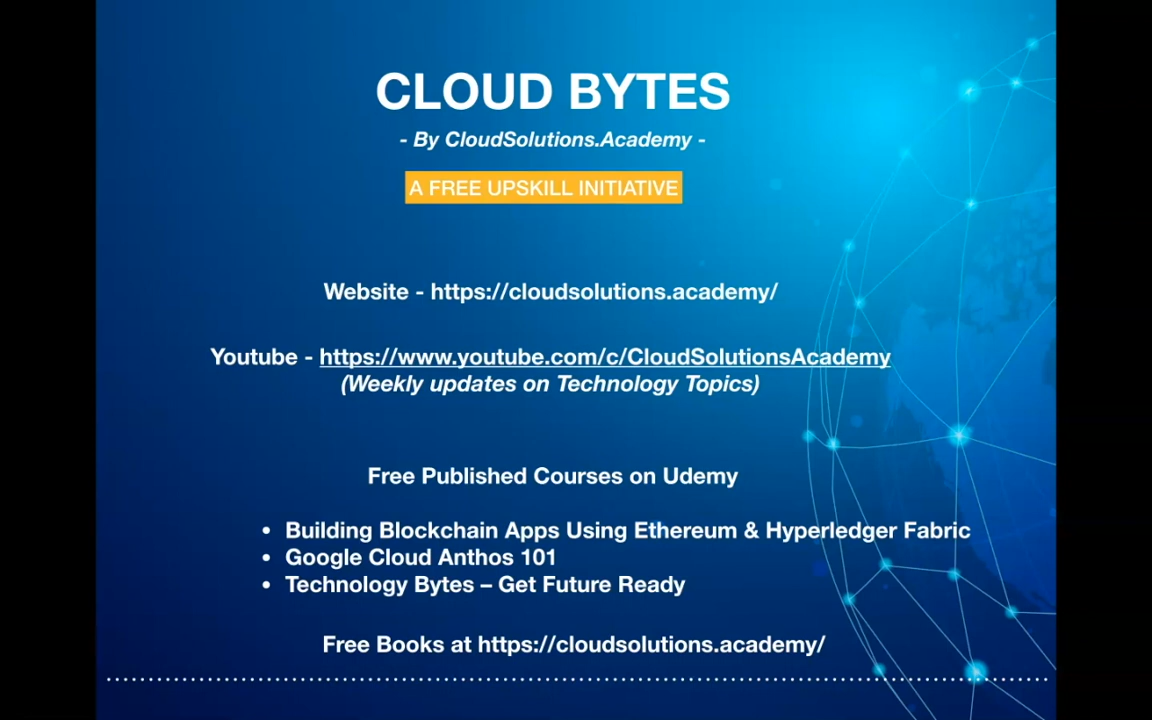 CLOUD BYTES
- By CloudSolutions.Academy -
A FREE UPSKILL INITIATIVE
Website - https://cloudsolutions.academy/
Youtube - https://www.youtube.com/c/CloudSolutionsAcademy
(Weekly updates on Technology Topics)
Free Published Courses on Udemy
• Building Blockchain Apps Using Ethereum & Hyperledger Fabric
• Google Cloud Anthos 101
• Technology Bytes – Get Future Ready
Free Books at https://cloudsolutions.academy/